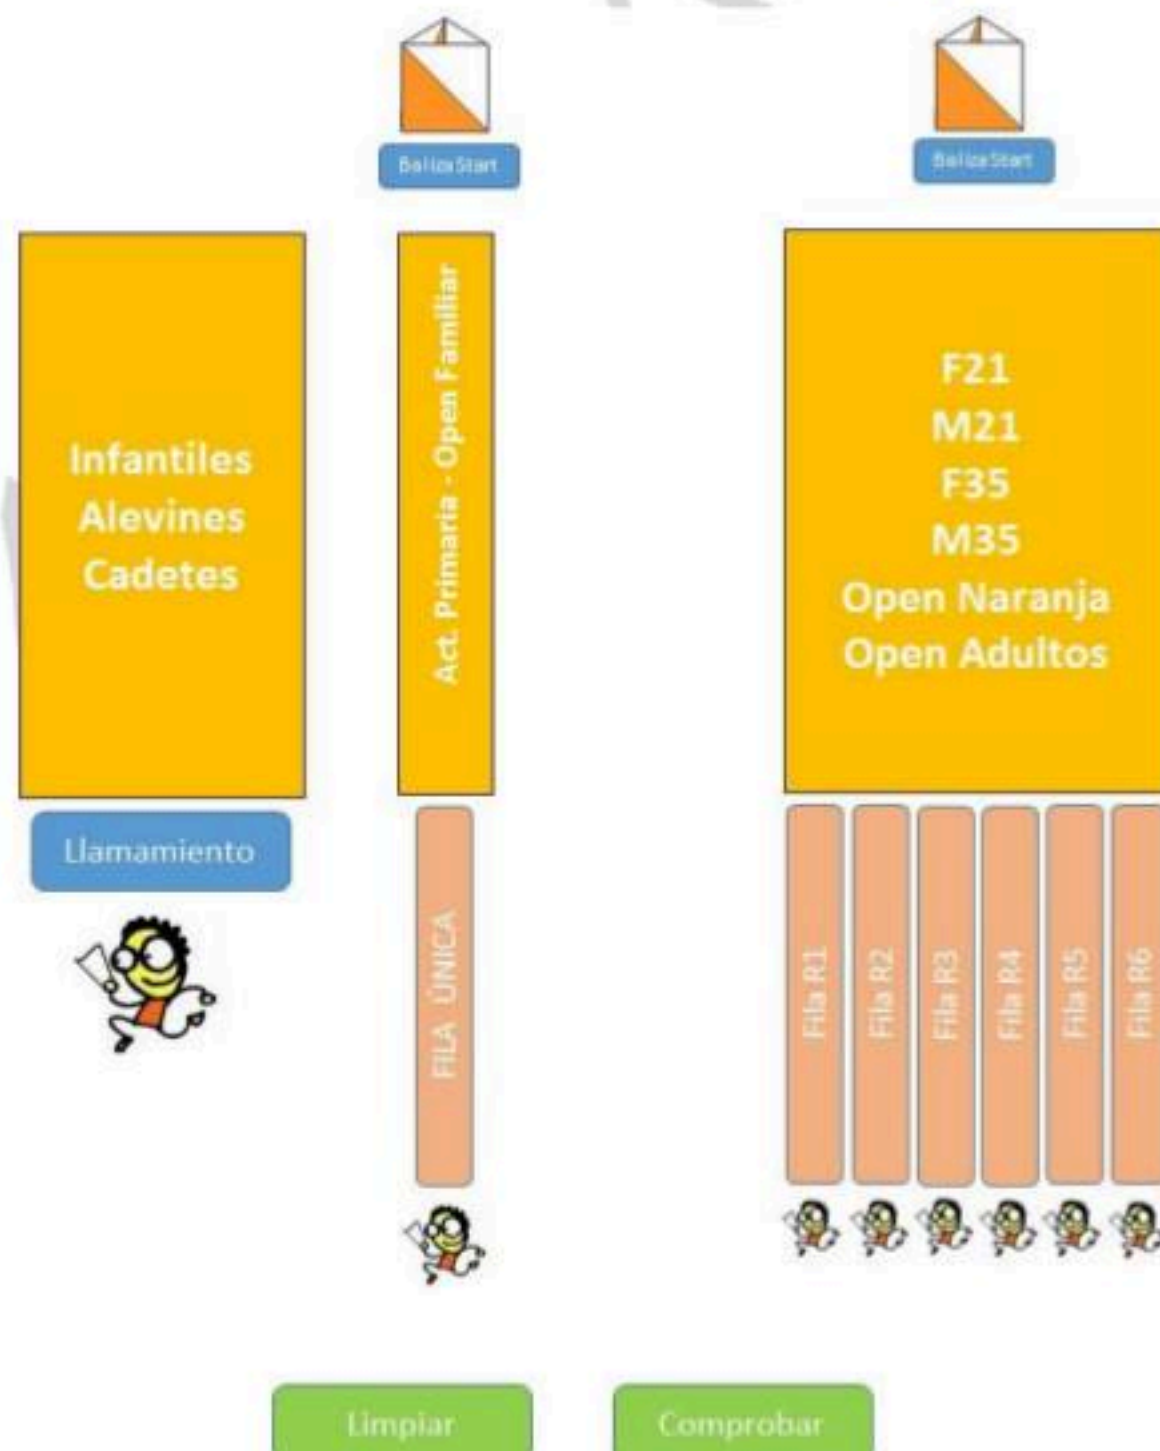 Baliza Start
Baliza Start
Infantiles
Alevines
Cadetes
Act. Primaria - Open Familiar
F21
M21
F35
M35
Open Naranja
Open Adultos
Llamamiento
FILA ÚNICA
Fila R1
Fila R2
Fila R3
Fila R4
Fila R5
Fila R6
Limpiar
Comprobar